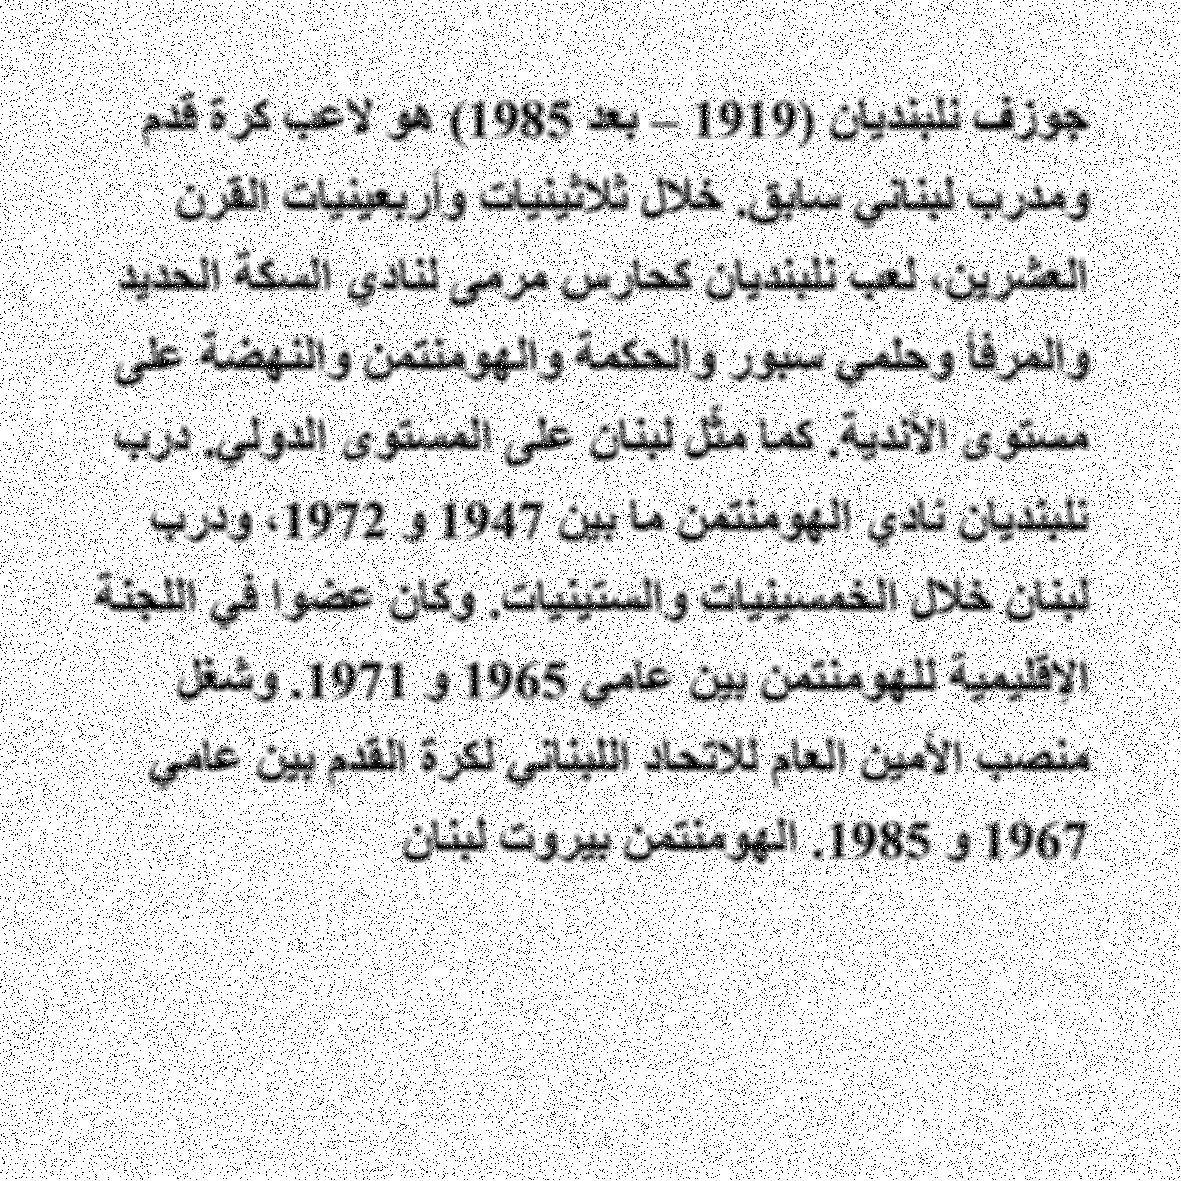 جوزف نلبنديان (1919 – بعد 1985) هو لاعب كرة قدم
ومدرب لبناني سابق. خلال ثلاثينيات وأربعينيات القرن
العشرين، لعب نلبنديان كحارس مرمى لنادي السكة الحديد
والمرفأ وحلمي سبور والحكمة والهومنتمن والنهضة على
مستوى الأندية. كما مثّل لبنان على المستوى الدولي. درب
نلبنديان نادي الهومنتمن ما بين 1947 و 1972، ودرب
لبنان خلال الخمسينيات والستينيات. وكان عضوا في اللجنة
الإقليمية للهومنتمن بين عامي 1965 و 1971. وشغل
منصب الأمين العام للاتحاد اللبناني لكرة القدم بين عامي
1967 و 1985. الهومنتمن بيروت لبنان